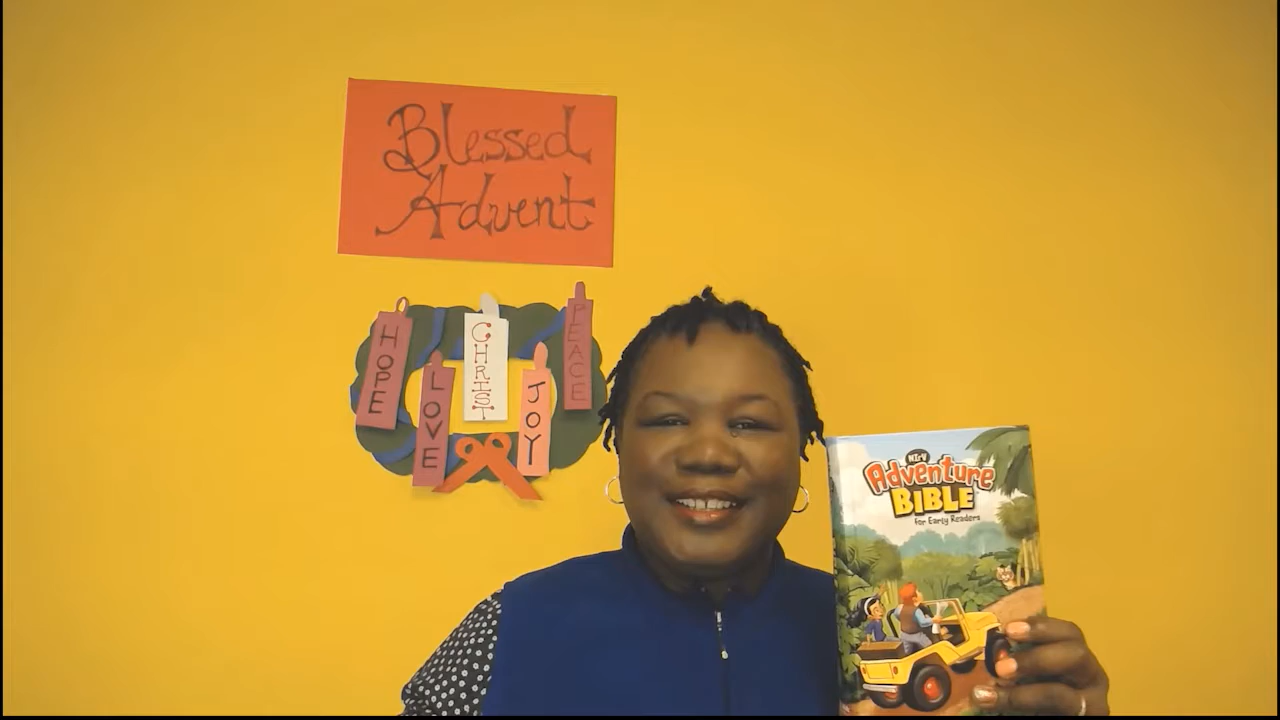 Blessed
Advent
HOPE
LOVE
CHRIST
JOY
PEACE
NIrV
Adventure
BIBLE
for Early Readers